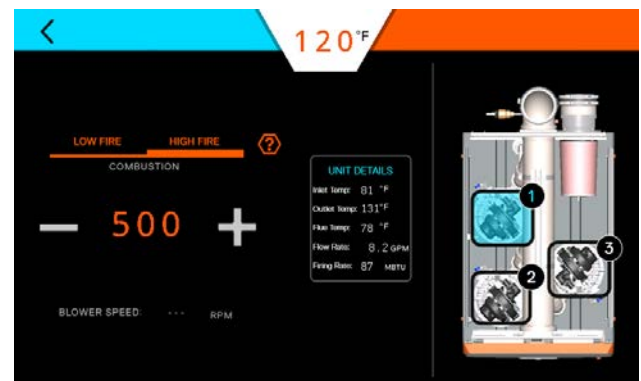 120°F
LOW FIRE HIGH FIRE ?
COMBUSTION
— 500 +
BLOWER SPEED: --- RPM
UNIT DETAILS
Inlet Temp: 81 °F
Outlet Temp: 131°F
Flue Temp: 78 °F
Flow Rate: 8.2 GPM
Firing Rate: 87 MBTU
1
2
3